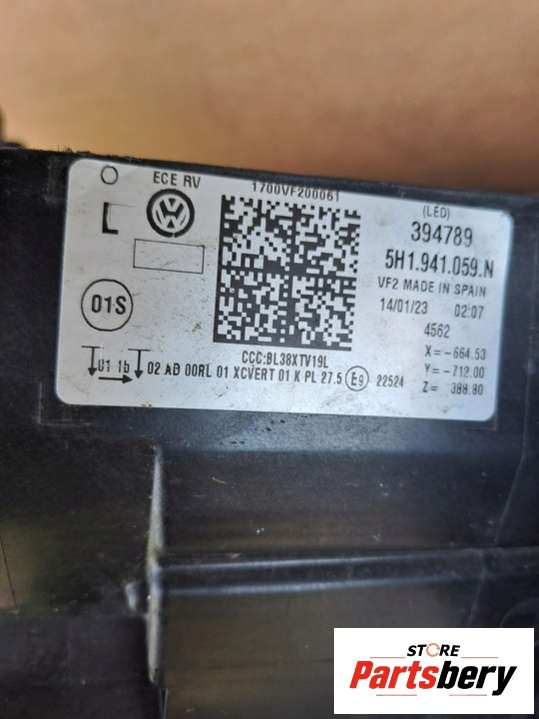 ECE RV
1700VF200061
L
(LED)
394789
5H1.941.059.N
VF2 MADE IN SPAIN
14/01/23 02:07
4562
01S
CCC:BL38XTV19L
X= -664.53
01 1b 02 AD 00RL 01 XCVERT 01 K PL 27.5 E9 22524
Y= -712.00
Z= 388.80
STORE
Partsbery